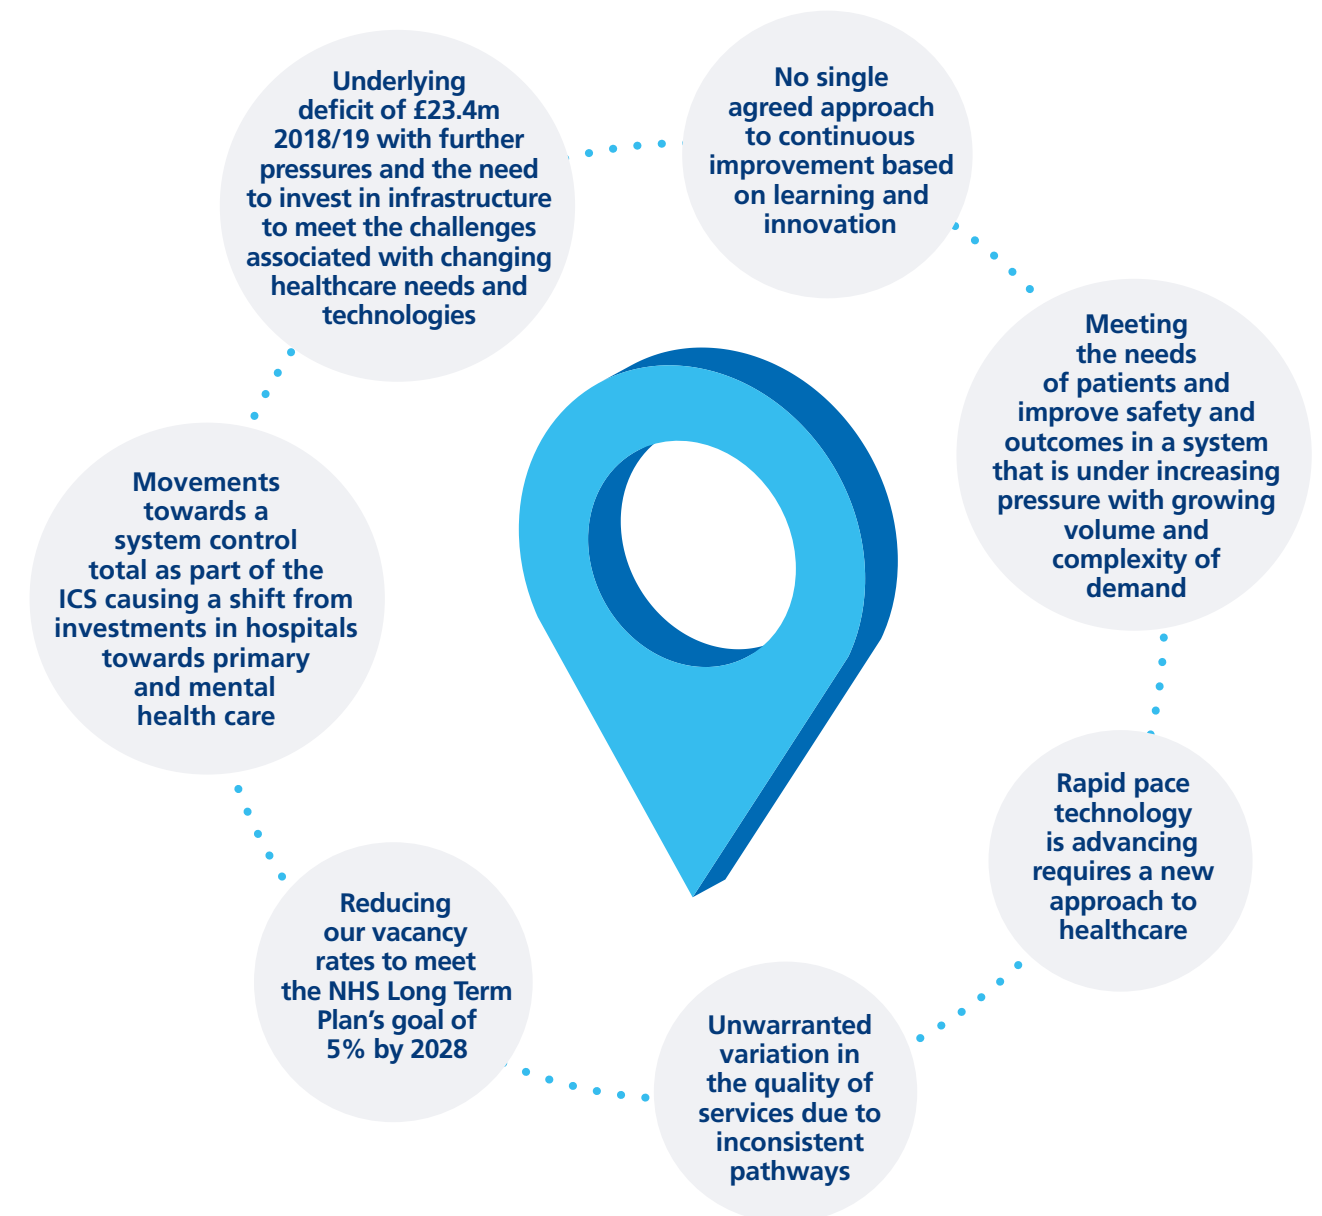 Underlying
deficit of £23.4m
2018/19 with further
pressures and the need
to invest in infrastructure
to meet the challenges
associated with changing
healthcare needs and
technologies
No single
agreed approach
to continuous
improvement based
on learning and
innovation
Meeting
the needs
of patients and
improve safety and
outcomes in a system
that is under increasing
pressure with growing
volume and
complexity of
demand
Rapid pace
technology
is advancing
requires a new
approach to
healthcare
Unwarranted
variation in
the quality of
services due to
inconsistent
pathways
Reducing
our vacancy
rates to meet
the NHS Long Term
Plan’s goal of
5% by 2028
Movements
towards a
system control
total as part of the
ICS causing a shift from
investments in hospitals
towards primary
and mental
health care